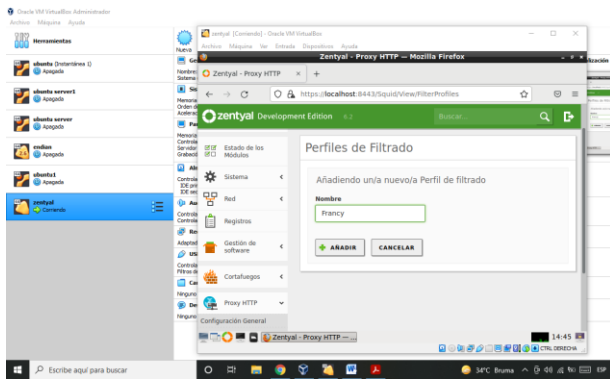 Oracle VM VirtualBox Administrador
Archivo Máquina Ayuda
Herramientas
ubuntu (Instantánea 1)
Apagada
ubuntu server1
Apagada
ubuntu server
Apagada
endian
Apagada
ubuntu1
Apagada
zentyal
Corriendo
Nueva
zentyal [Corriendo] - Oracle VM VirtualBox
Archivo Máquina Ver Entrada Dispositivos Ayuda
Zentyal - Proxy HTTP — Mozilla Firefox
Zentyal - Proxy HTTP
https://localhost:8443/Squid/View/FilterProfiles
zentyal Development Edition 6.2
Buscar...
Estado de los Módulos
Sistema
Red
Registros
Gestión de software
Cortafuegos
Proxy HTTP
Configuración General
Perfiles de Filtrado
Añadiendo un/a nuevo/a Perfil de filtrado
Nombre
Francy
AÑADIR
CANCELAR
Zentyal - Proxy HTTP — ...
14:45
CTRL DERECHA
Escribe aquí para buscar
34°C Bruma
ESP